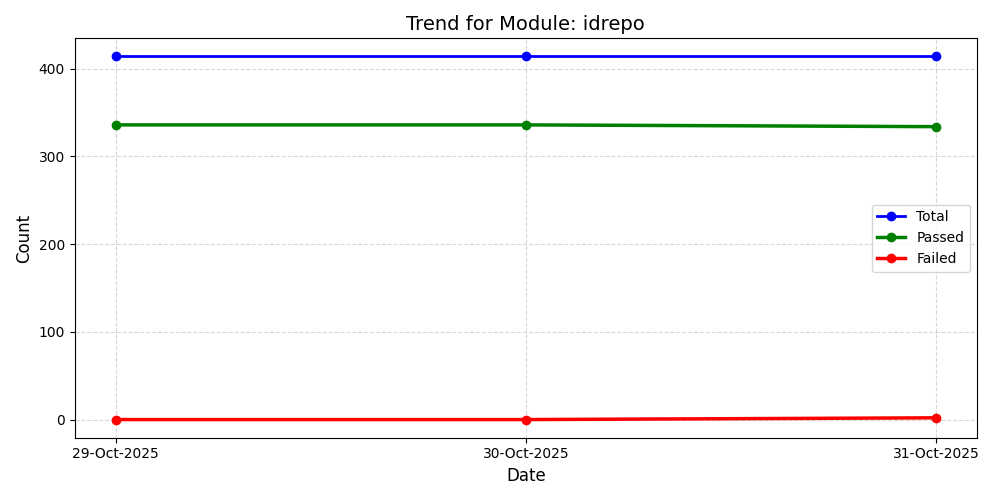 Trend for Module: idrepo
Count
400
300
200
100
0
Total
Passed
Failed
29-Oct-2025
30-Oct-2025
31-Oct-2025
Date